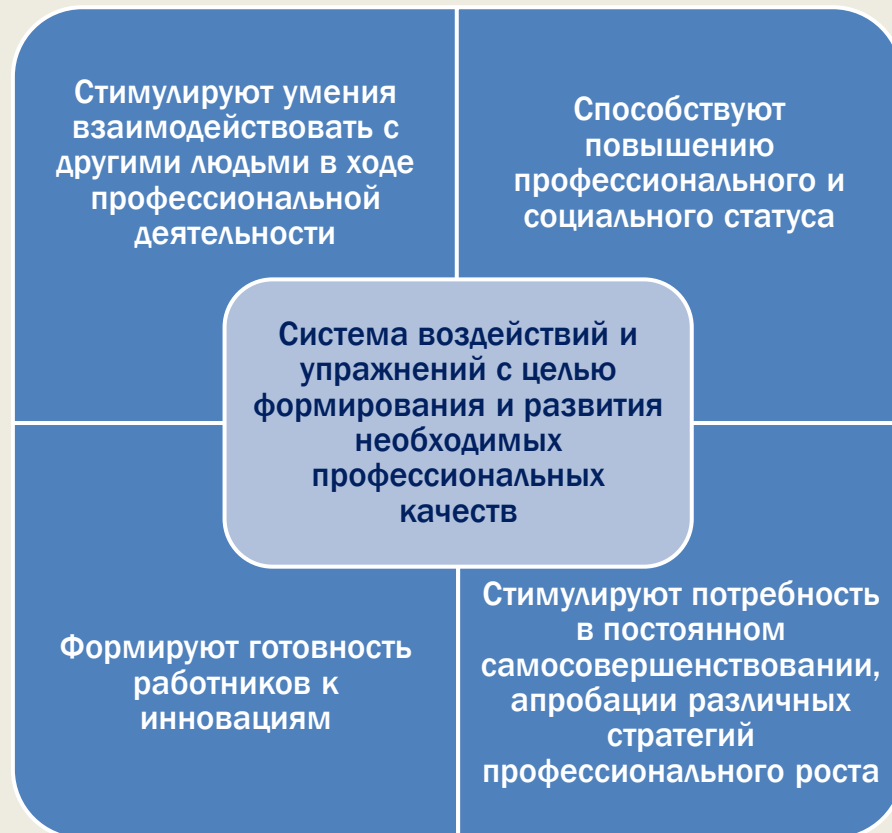 Стимулируют умения
взаимодействовать с
другими людьми в ходе
профессиональной
деятельности
Способствуют
повышению
профессионального и
социального статуса
Система воздействий и
упражнений с целью
формирования и развития
необходимых
профессиональных
качеств
Формируют готовность
работников к
инновациям
Стимулируют потребность
в постоянном
самосовершенствовании,
апробации различных
стратегий
профессионального роста